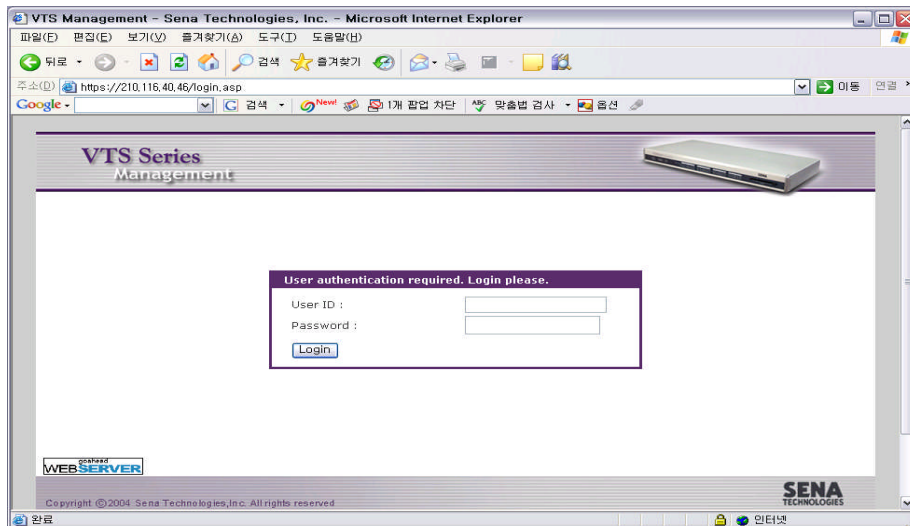 VTS Management - Sena Technologies, Inc. - Microsoft Internet Explorer
파일(F) 편집(E) 보기(V) 즐겨찾기(A) 도구(T) 도움말(H)
뒤로 검색 즐겨찾기
주소(D) https://210,116,40,46/login,asp 이동 연결
Google 검색 New! 1개 팝업 차단 ABC 맞춤법 검사 옵션
VTS Series
Management
User authentication required. Login please.
User ID :
Password :
Login
goahead
WEBSERVER
SENA
TECHNOLOGIES
Copyright ©2004 Sena Technologies,Inc. All rights reserved
완료 인터넷